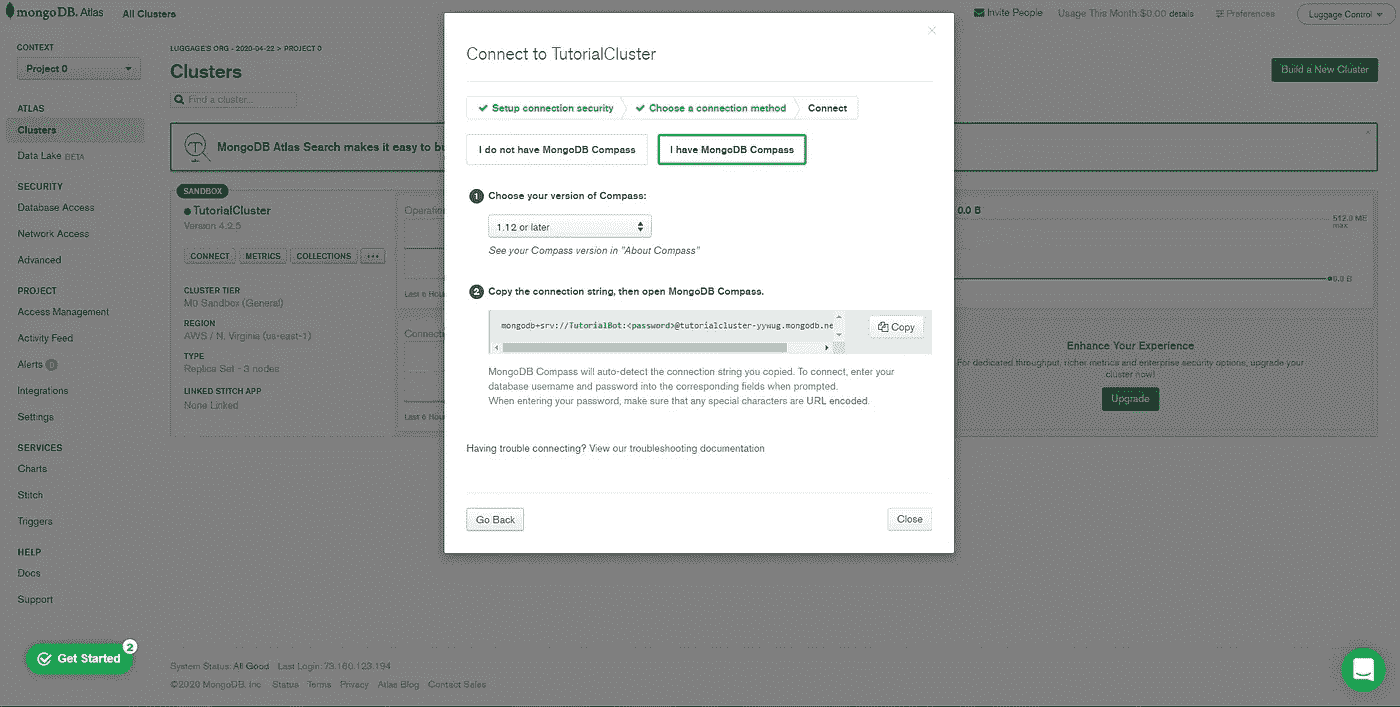 mongoDB. Atlas
All Clusters
Invite People
Usage This Month:$0.00 details
Preferences
Luggage Control
CONTEXT
Project 0
LUGGAGE'S ORG - 2020-04-22 > PROJECT 0
Clusters
Build a New Cluster
Find a cluster...
ATLAS
Clusters
Data Lake BETA
SECURITY
Database Access
Network Access
Advanced
PROJECT
Access Management
Activity Feed
Alerts 0
Integrations
Settings
SERVICES
Charts
Stitch
Triggers
HELP
Docs
Support
Get Started
2
MongoDB Atlas Search makes it easy to bu
SANDBOX
TutorialCluster
Version 4.2.5
CONNECT
METRICS
COLLECTIONS
...
CLUSTER TIER
M0 Sandbox (General)
REGION
AWS / N. Virginia (us-east-1)
TYPE
Replica Set - 3 nodes
LINKED STITCH APP
None Linked
Operation
Last 6 Hour
Connectio
Last 6 Hour
Connect to TutorialCluster
Setup connection security
Choose a connection method
Connect
I do not have MongoDB Compass
I have MongoDB Compass
1 Choose your version of Compass:
1.12 or later
See your Compass version in "About Compass"
2 Copy the connection string, then open MongoDB Compass.
mongodb+srv://TutorialBot:<password>@tutorialcluster-yywug.mongodb.ne
Copy
MongoDB Compass will auto-detect the connection string you copied. To connect, enter your
database username and password into the corresponding fields when prompted.
When entering your password, make sure that any special characters are URL encoded.
Having trouble connecting? View our troubleshooting documentation
Go Back
Close
0.0 B
max
Enhance Your Experience
For dedicated throughput, richer metrics and enterprise security options, upgrade your
cluster now!
Upgrade
System Status: All Good Last Login: 73.160.123.194
©2020 MongoDB, Inc. Status Terms Privacy Atlas Blog Contact Sales